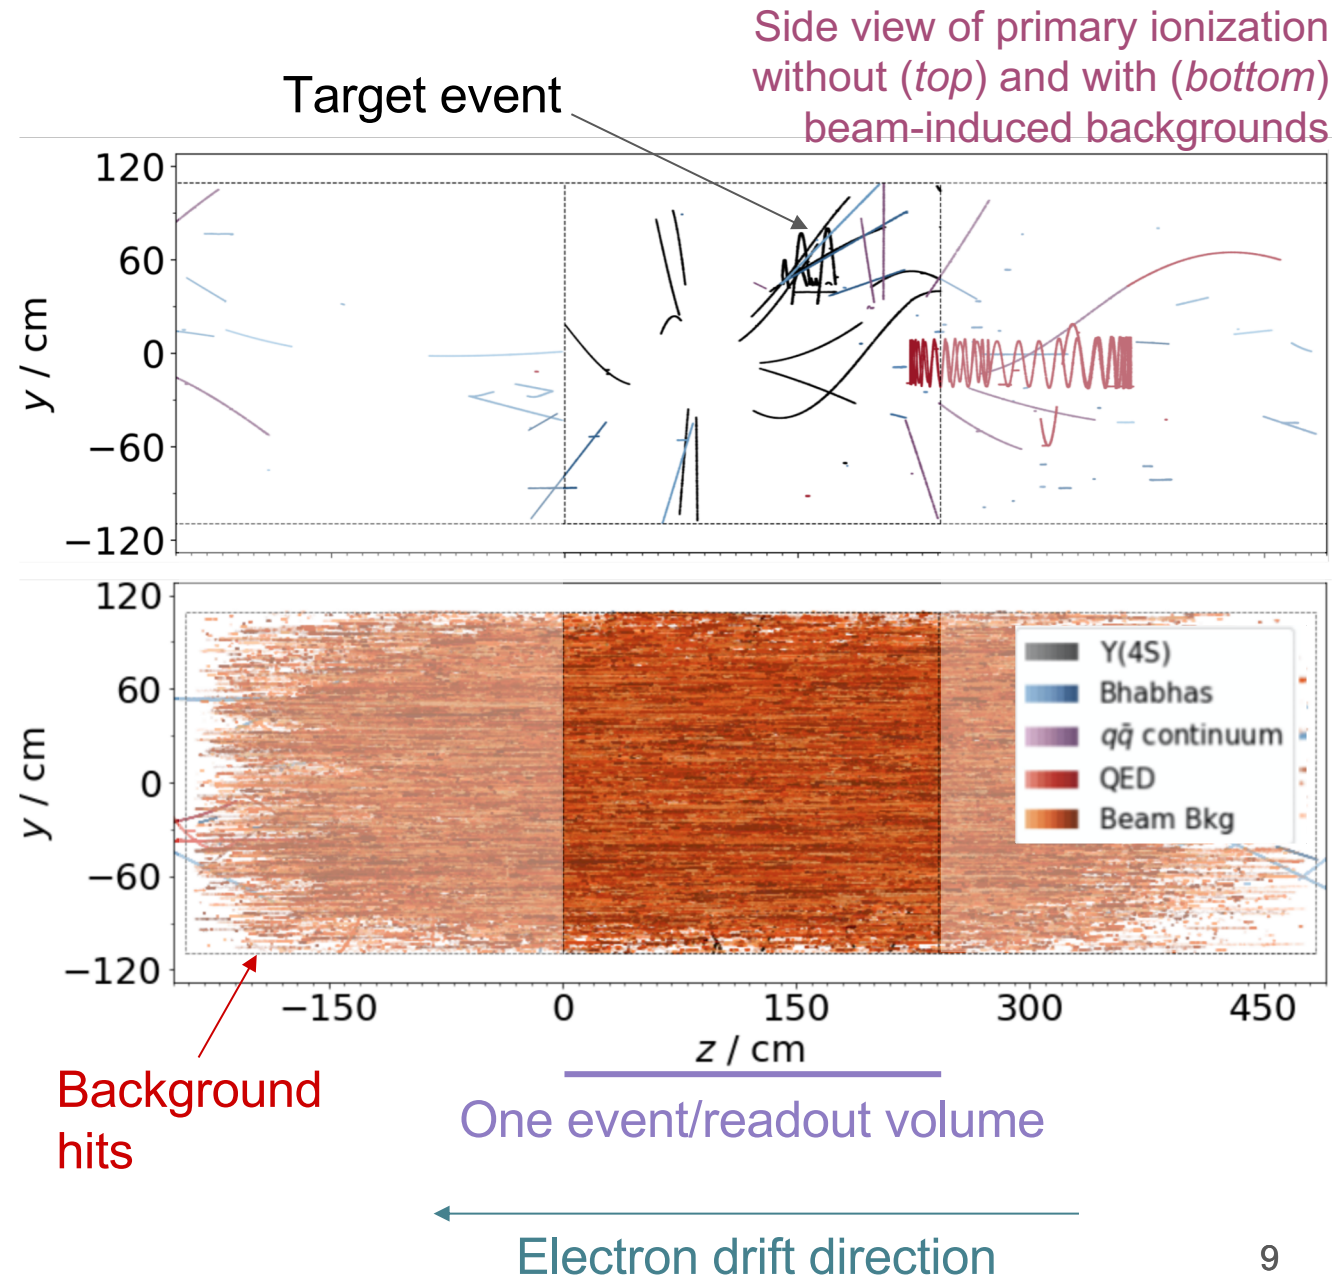 Side view of primary ionization
without (top) and with (bottom)
beam-induced backgrounds
Target event
120
60
0
−60
−120
y / cm
120
60
0
−60
−120
y / cm
Υ(4S)
Bhabhas
qq̄ continuum
QED
Beam Bkg
−150
0
150
300
450
z / cm
Background
hits
One event/readout volume
Electron drift direction
9